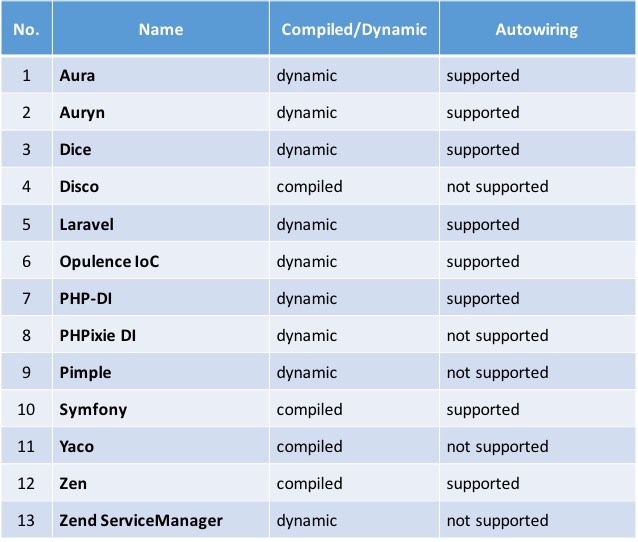 No. Name Compiled/Dynamic Autowiring
1 Aura dynamic supported
2 Auryn dynamic supported
3 Dice dynamic supported
4 Disco compiled not supported
5 Laravel dynamic supported
6 Opulence IoC dynamic supported
7 PHP-DI dynamic supported
8 PHPixie DI dynamic not supported
9 Pimple dynamic not supported
10 Symfony compiled supported
11 Yaco compiled not supported
12 Zen compiled supported
13 Zend ServiceManager dynamic not supported